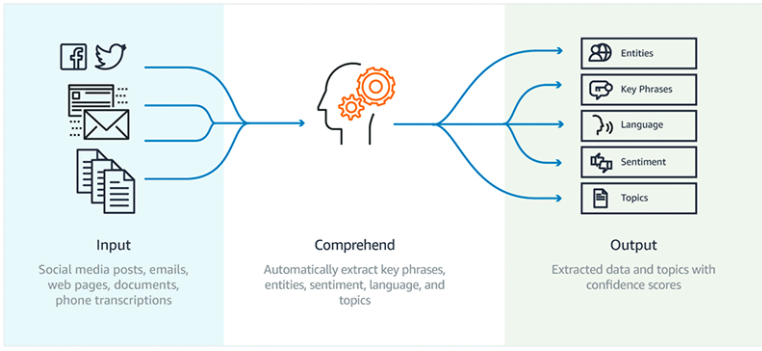 Entities
Key Phrases
Language
Sentiment
Topics
Input
Social media posts, emails,
web pages, documents,
phone transcriptions
Comprehend
Automatically extract key phrases,
entities, sentiment, language, and
topics
Output
Extracted data and topics with
confidence scores